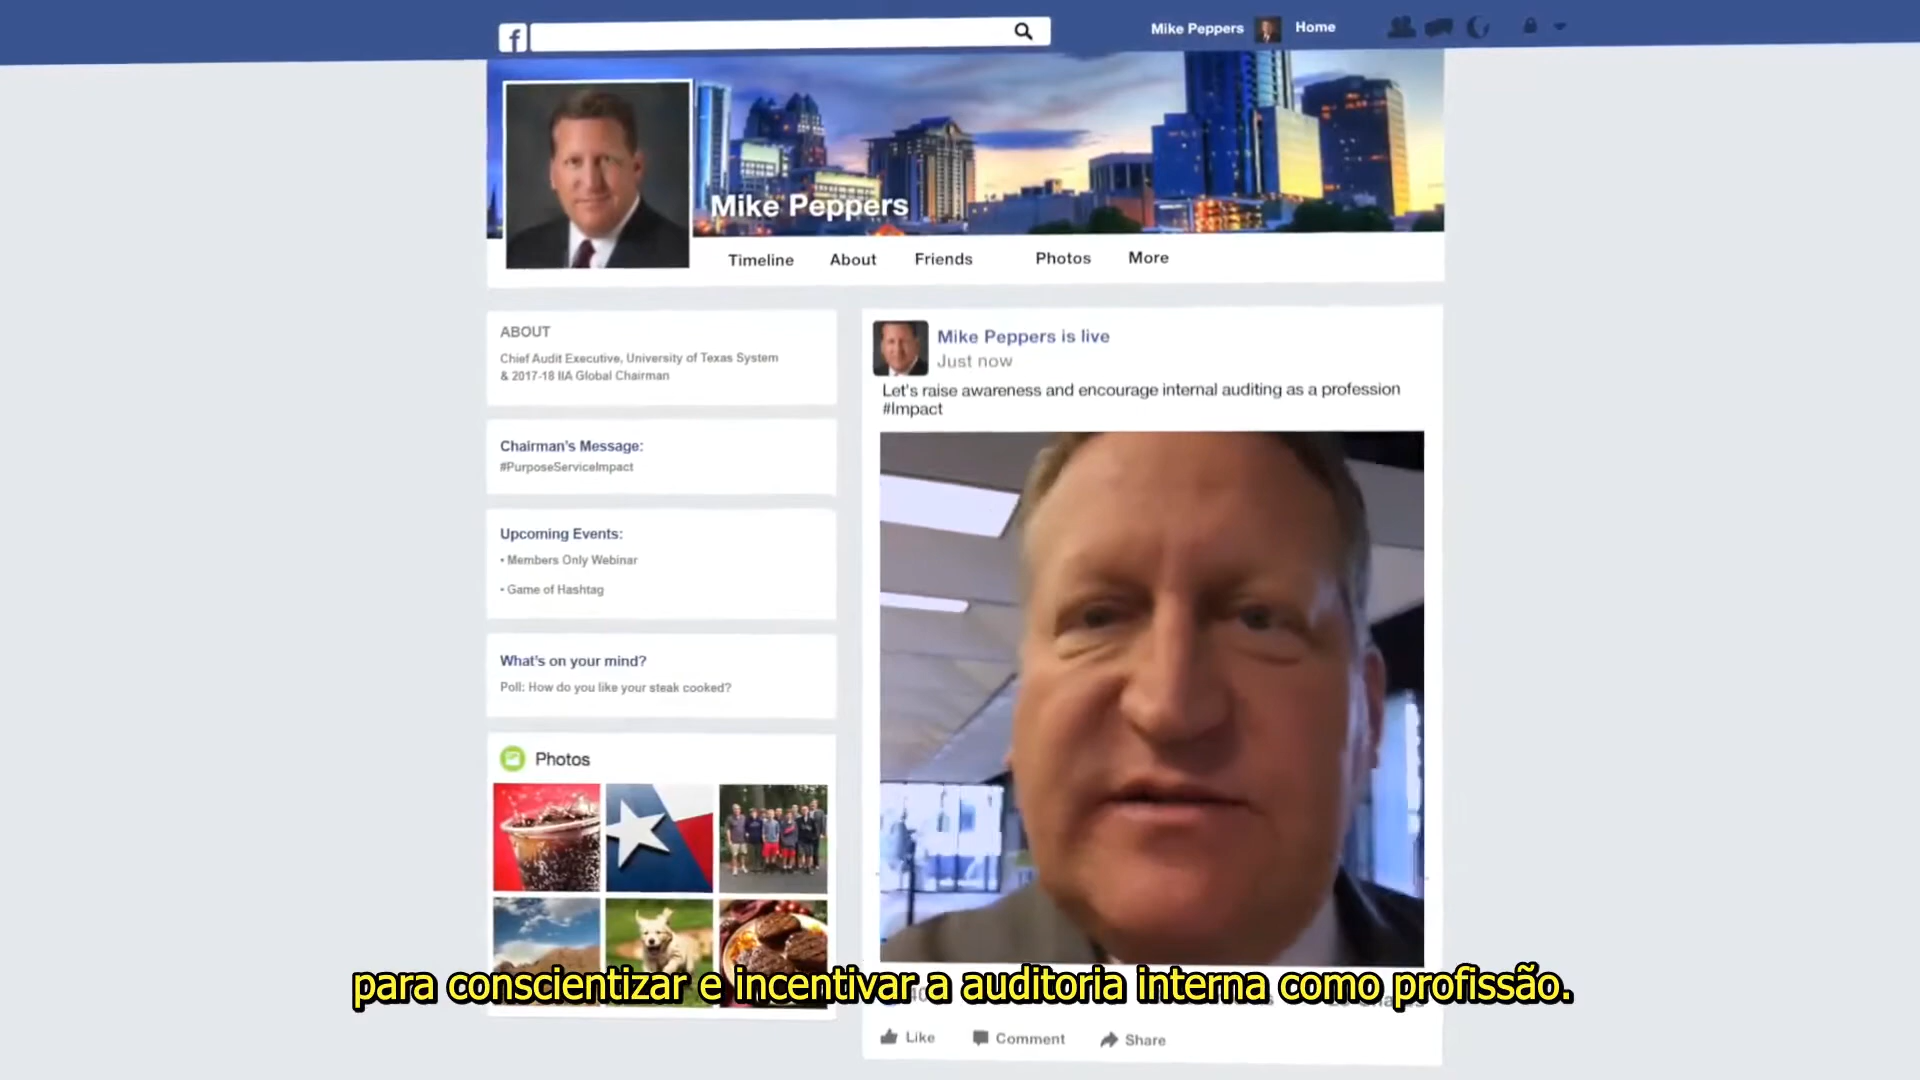 f
Mike Peppers
Home
Mike Peppers
Timeline
About
Friends
Photos
More
ABOUT
Chief Audit Executive, University of Texas System
& 2017-18 IIA Global Chairman
Chairman's Message:
#PurposeServiceImpact
Upcoming Events:
• Members Only Webinar
• Game of Hashtag
What's on your mind?
Poll: How do you like your steak cooked?
Photos
Mike Peppers is live
Just now
Let's raise awareness and encourage internal auditing as a profession
#Impact
para conscientizar e incentivar a auditoria interna como profissão.
Like
Comment
Share